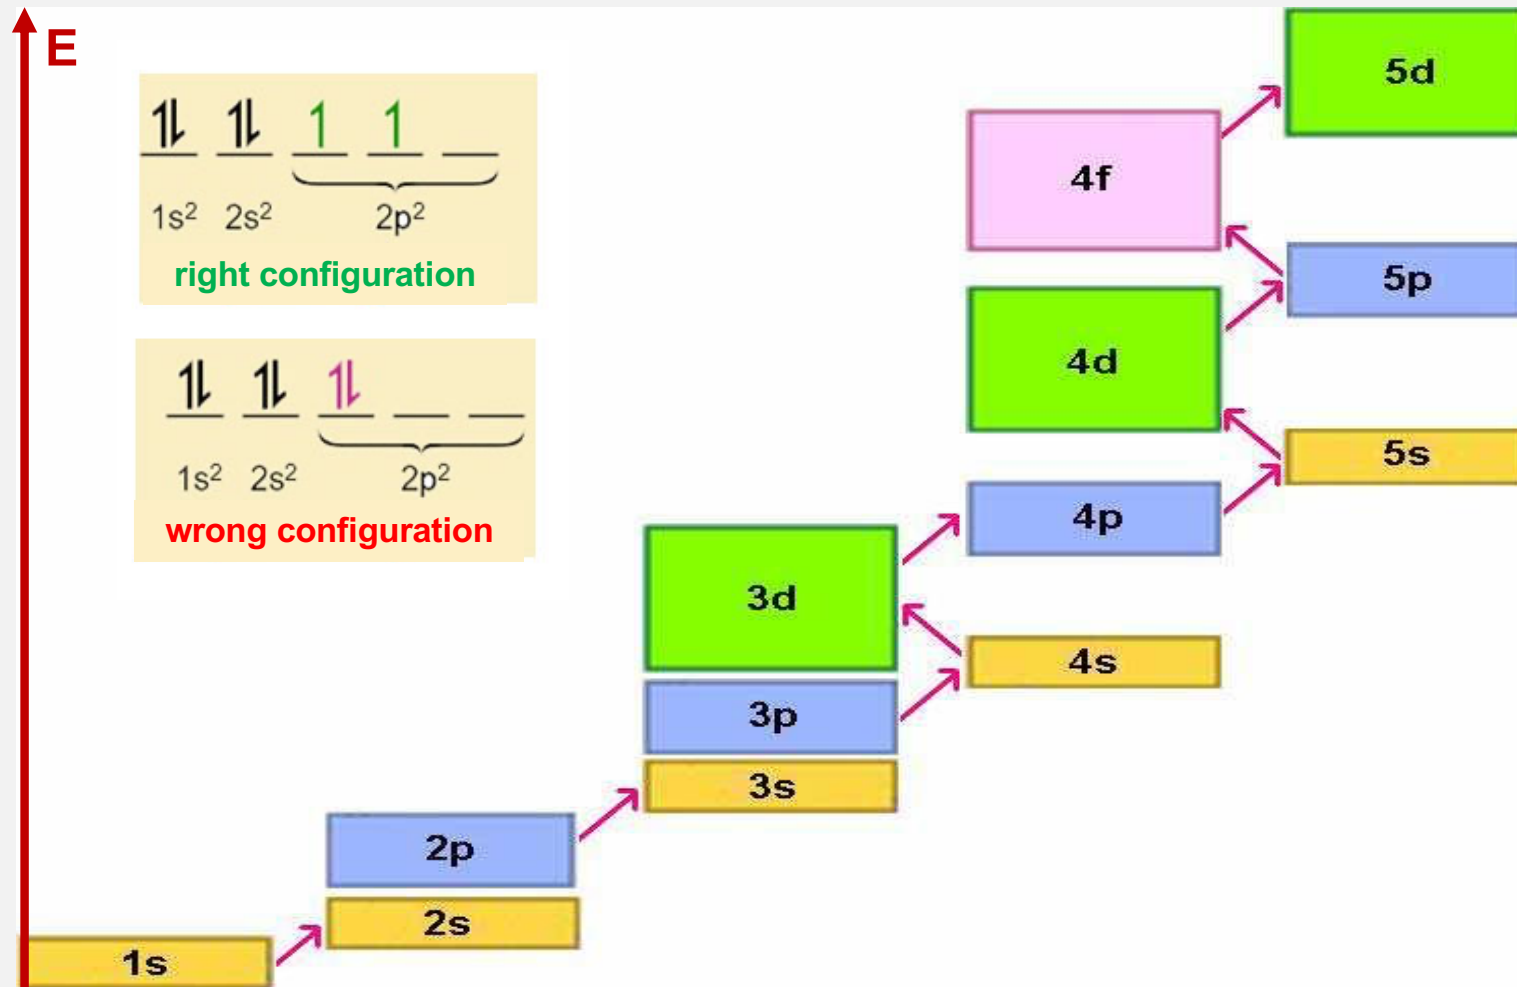 E
1s² 2s² 2p²
right configuration
1s² 2s² 2p²
wrong configuration
5d
4f
5p
4d
5s
4p
3d
4s
3p
3s
2p
2s
1s